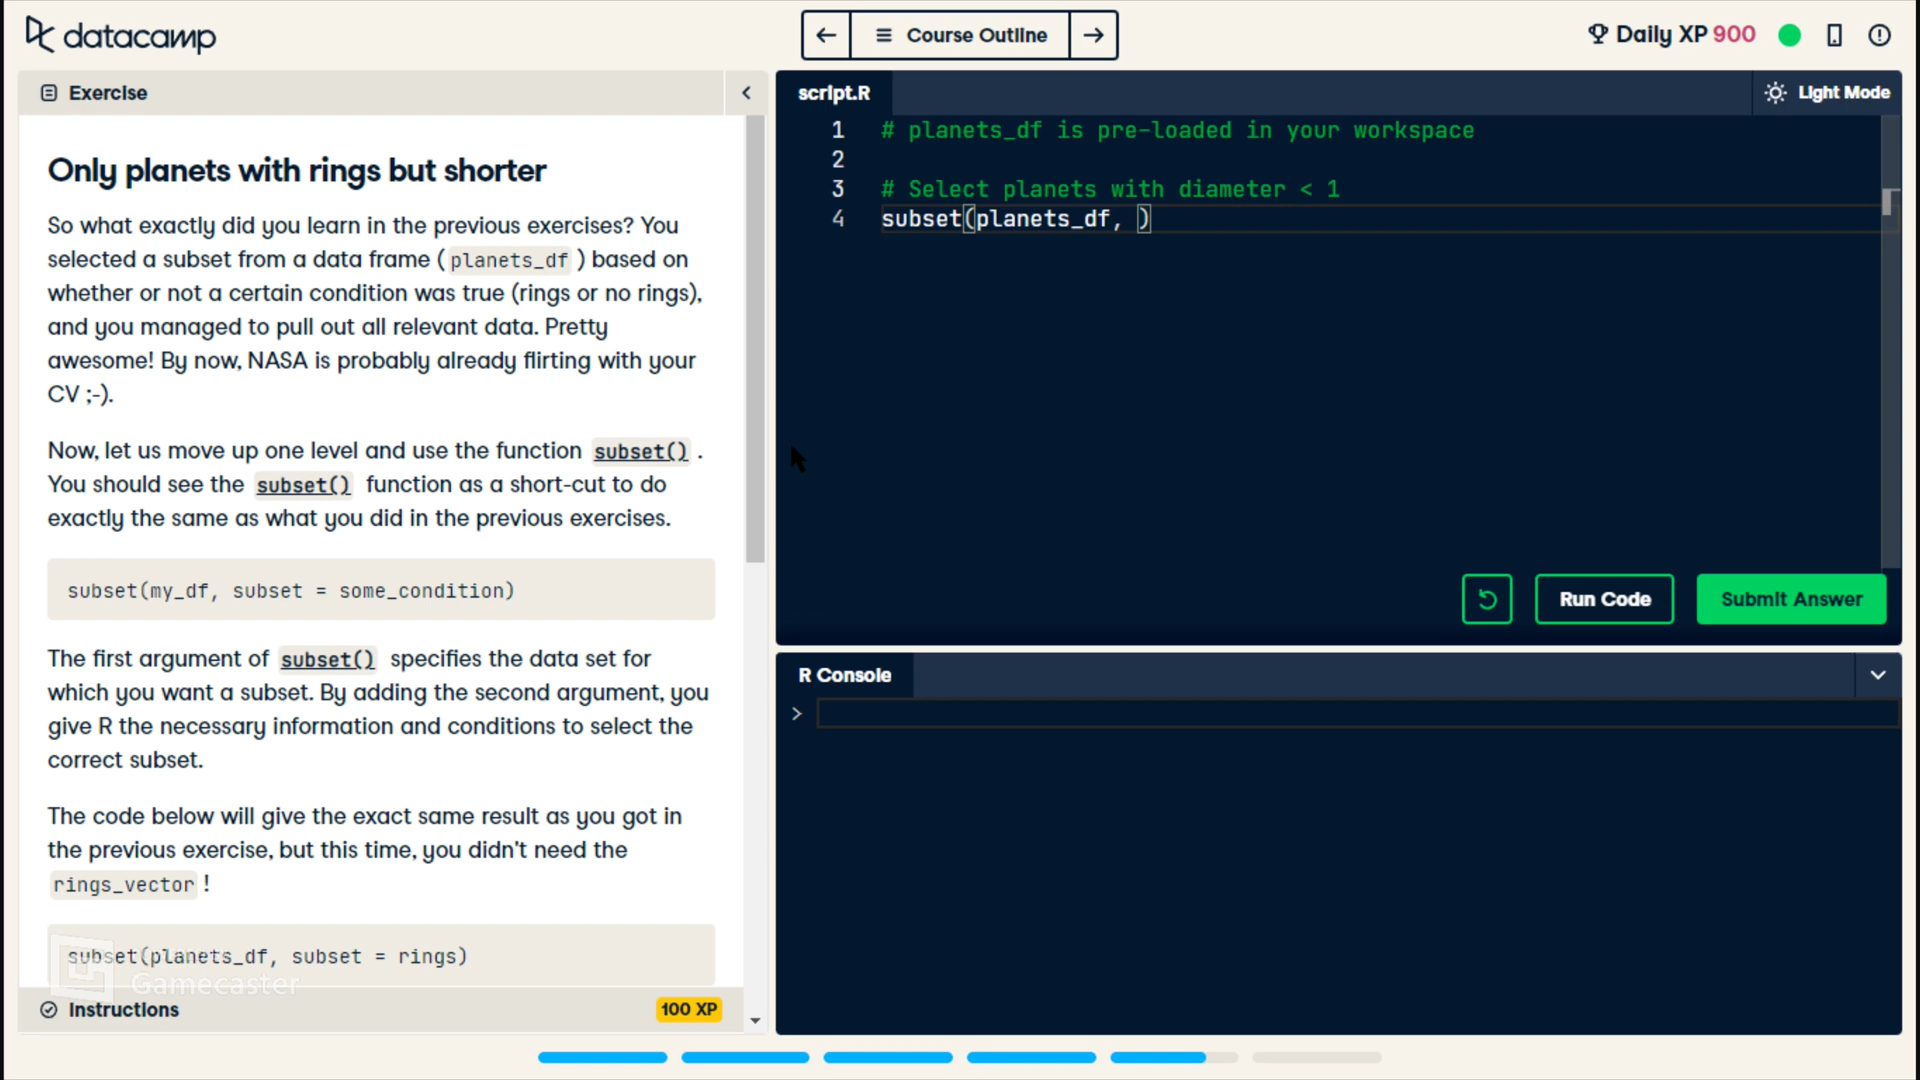 datacamp
Course Outline
Daily XP 900
Exercise
Only planets with rings but shorter
So what exactly did you learn in the previous exercises? You
selected a subset from a data frame ( planets_df ) based on
whether or not a certain condition was true (rings or no rings),
and you managed to pull out all relevant data. Pretty
awesome! By now, NASA is probably already flirting with your
CV ;-).
Now, let us move up one level and use the function subset() .
You should see the subset() function as a short-cut to do
exactly the same as what you did in the previous exercises.
subset(my_df, subset = some_condition)
The first argument of subset() specifies the data set for
which you want a subset. By adding the second argument, you
give R the necessary information and conditions to select the
correct subset.
The code below will give the exact same result as you got in
the previous exercise, but this time, you didn't need the
rings_vector !
subset(planets_df, subset = rings)
Gamecaster
Instructions
100 XP
script.R
Light Mode
1 # planets_df is pre-loaded in your workspace
2
3 # Select planets with diameter < 1
4 subset(planets_df, )
Run Code
Submit Answer
R Console
>